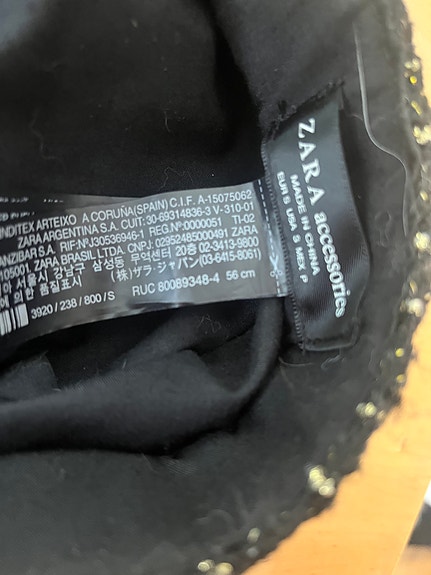 ZARA accessories
MADE IN CHINA
EUR S USA S MEX P
INDITEX ARTEIXO A CORUÑA(SPAIN) C.I.F. A-15075062
ZARA ARGENTINA S.A. CUIT: 30-69314836-3 V-310-01
ANZIBAR S.A. RIF:NºJ30536946-1 REG.Nº0000051 TI-02
105001. ZARA BRASIL LTDA. CNPJ: 02952485000491 ZARA
아 서울시 강남구 삼성동 무역센터 20층 02-3413-9800
에 의한 품질표시 (株)ザラ・ジャパン(03-6415-8061)
RUC 80089348-4 56 cm
3920 / 238 / 800 / S